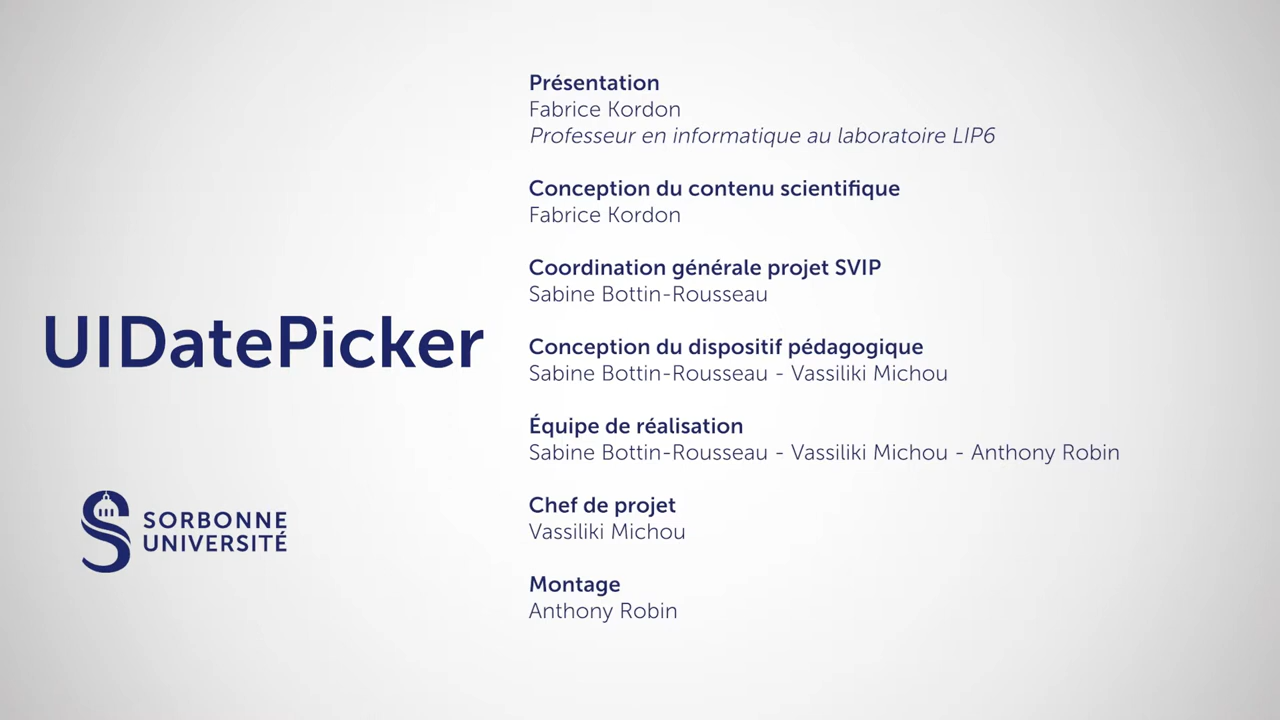 UIDatePicker
SORBONNE
UNIVERSITÉ
Présentation
Fabrice Kordon
Professeur en informatique au laboratoire LIP6
Conception du contenu scientifique
Fabrice Kordon
Coordination générale projet SVIP
Sabine Bottin-Rousseau
Conception du dispositif pédagogique
Sabine Bottin-Rousseau - Vassiliki Michou
Équipe de réalisation
Sabine Bottin-Rousseau - Vassiliki Michou - Anthony Robin
Chef de projet
Vassiliki Michou
Montage
Anthony Robin